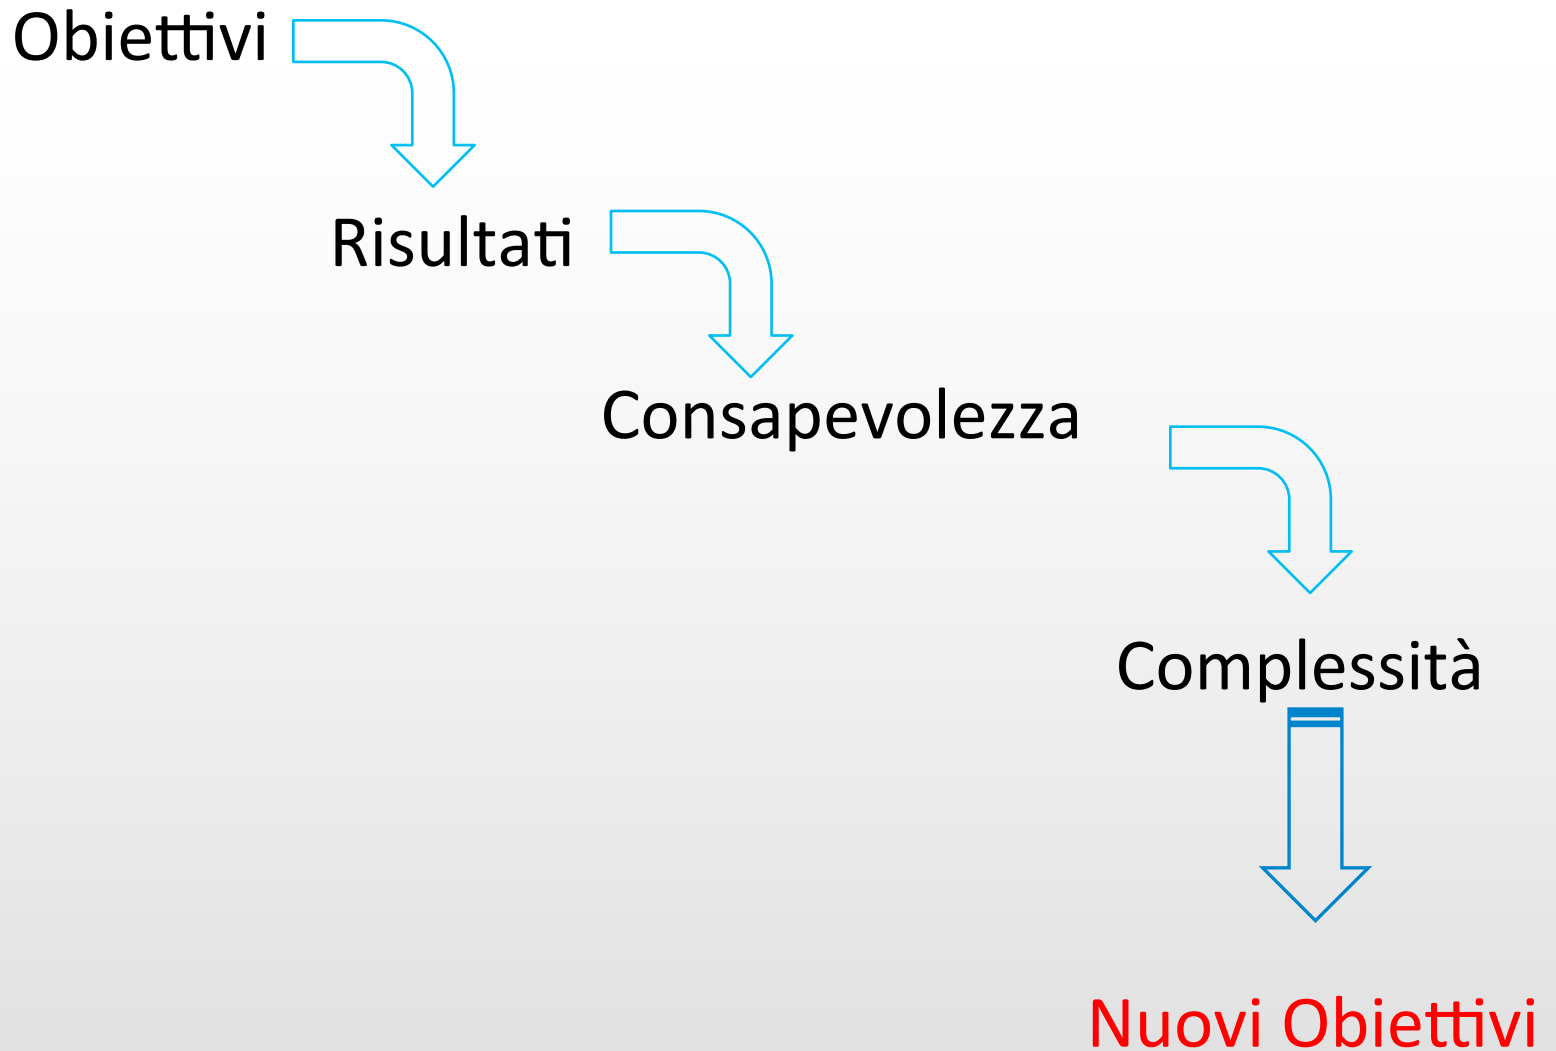 Obiettivi
Risultati
Consapevolezza
Complessità
Nuovi Obiettivi